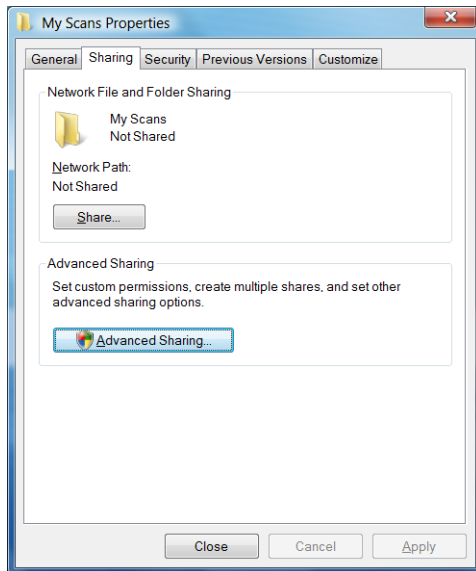 My Scans Properties
General Sharing Security Previous Versions Customize
Network File and Folder Sharing
My Scans
Not Shared
Network Path:
Not Shared
Share...
Advanced Sharing
Set custom permissions, create multiple shares, and set other
advanced sharing options.
Advanced Sharing...
Close Cancel Apply